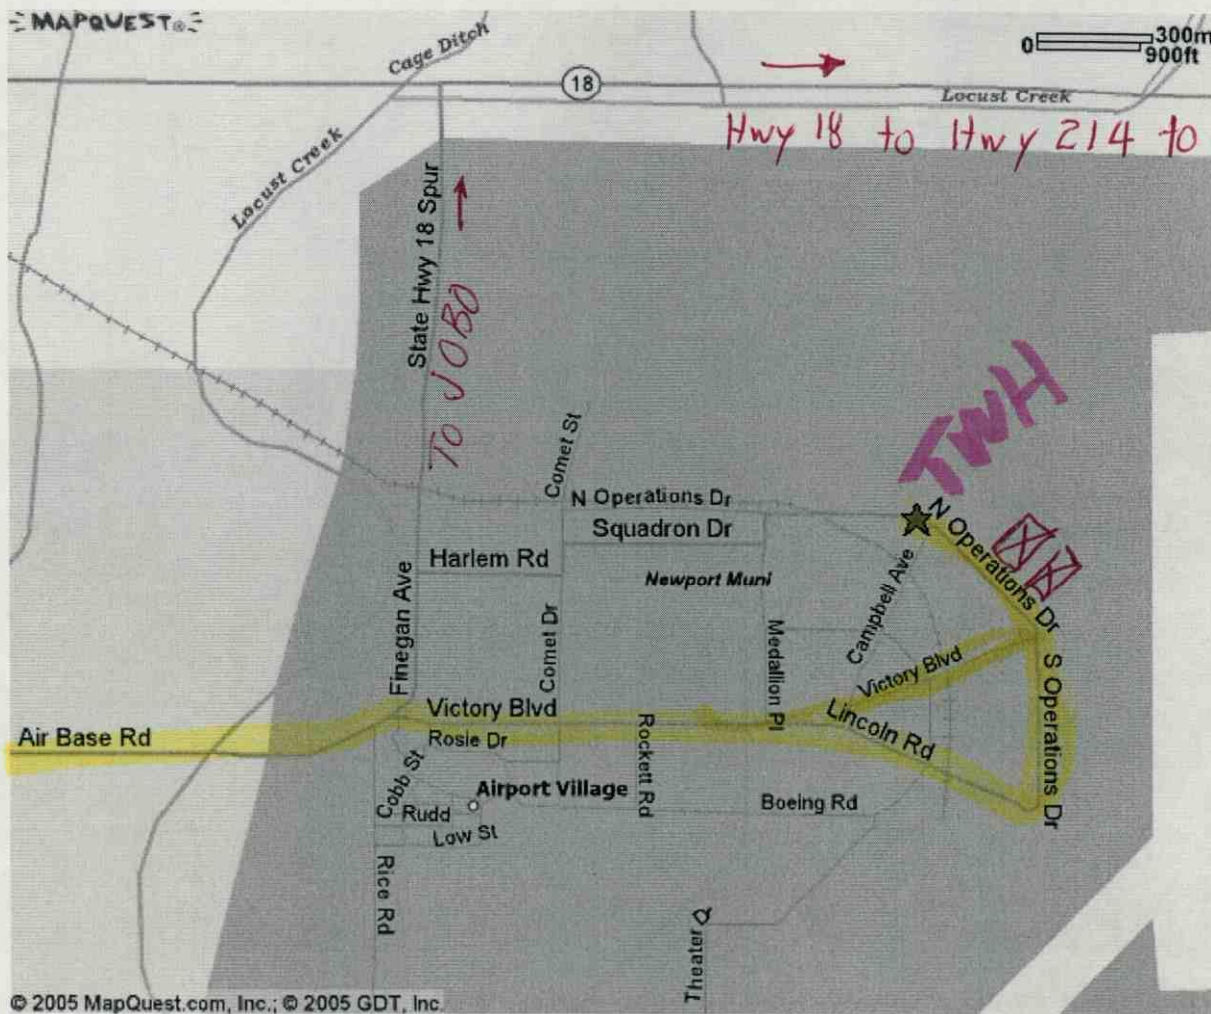 MAPQUEST®
Cage Ditch
0
300m
900ft
18
Locust Creek
Hwy 18 to Hwy 214 to
Locust Creek
State Hwy 18 Spur
To JOBO
TWH
Comet St
N Operations Dr
Squadron Dr
N Operations Dr
Harlem Rd
Newport Muni
Finegan Ave
Comet Dr
Campbell Ave
Medallion Pl
Victory Blvd
S Operations Dr
Victory Blvd
Lincoln Rd
Rockett Rd
Air Base Rd
Rosie Dr
Cobb St
Airport Village
Boeing Rd
Rudd
Law St
Rice Rd
Theater
© 2005 MapQuest.com, Inc.; © 2005 GDT, Inc.